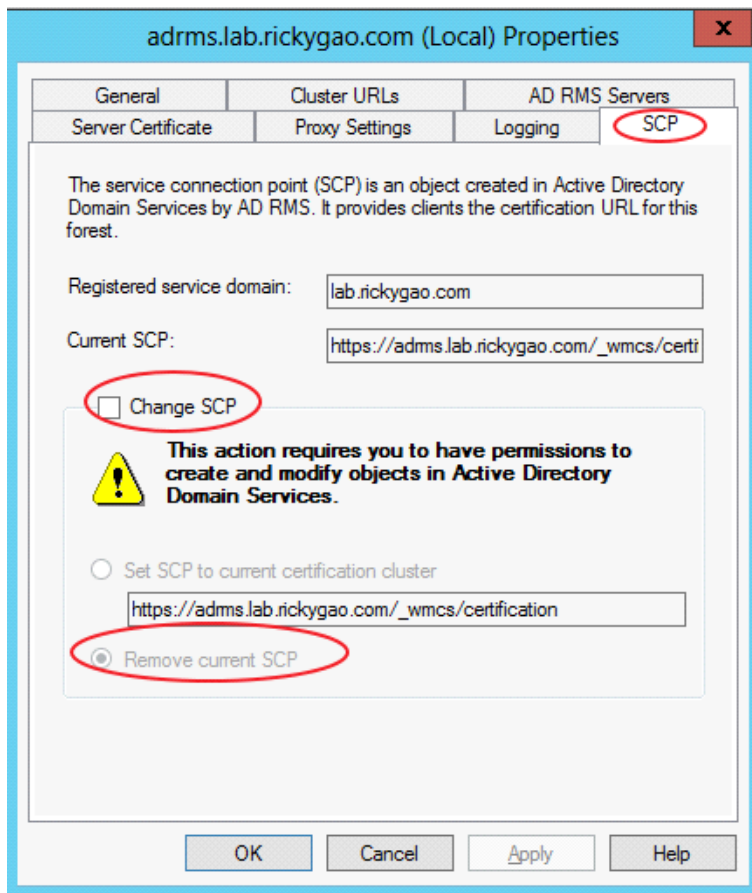 adrms.lab.rickygao.com (Local) Properties
x
General Cluster URLs AD RMS Servers
Server Certificate Proxy Settings Logging SCP
The service connection point (SCP) is an object created in Active Directory
Domain Services by AD RMS. It provides clients the certification URL for this
forest.
Registered service domain: lab.rickygao.com
Current SCP: https://adrms.lab.rickygao.com/_wmcs/certi
Change SCP
This action requires you to have permissions to
create and modify objects in Active Directory
Domain Services.
Set SCP to current certification cluster
https://adrms.lab.rickygao.com/_wmcs/certification
Remove current SCP
OK Cancel Apply Help